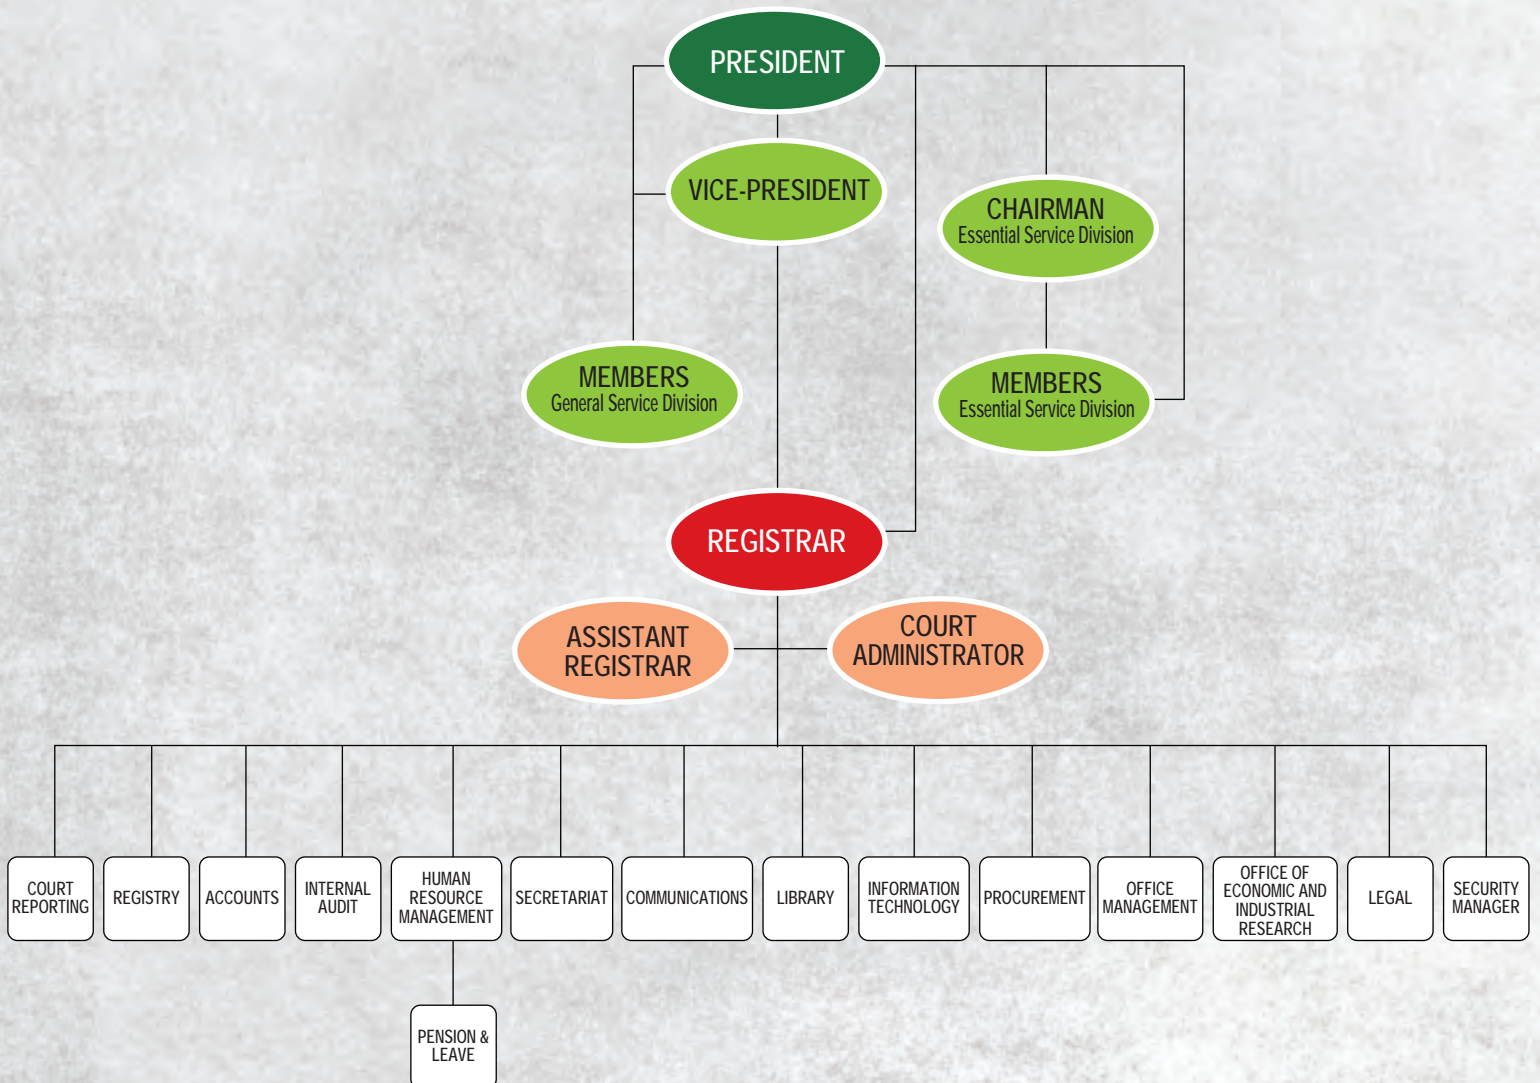 PRESIDENT
VICE-PRESIDENT
CHAIRMAN
Essential Service Division
MEMBERS
General Service Division
MEMBERS
Essential Service Division
REGISTRAR
ASSISTANT
REGISTRAR
COURT
ADMINISTRATOR
COURT
REPORTING
REGISTRY
ACCOUNTS
INTERNAL
AUDIT
HUMAN
RESOURCE
MANAGEMENT
SECRETARIAT
COMMUNICATIONS
LIBRARY
INFORMATION
TECHNOLOGY
PROCUREMENT
OFFICE
MANAGEMENT
OFFICE OF
ECONOMIC AND
INDUSTRIAL
RESEARCH
LEGAL
SECURITY
MANAGER
PENSION &
LEAVE